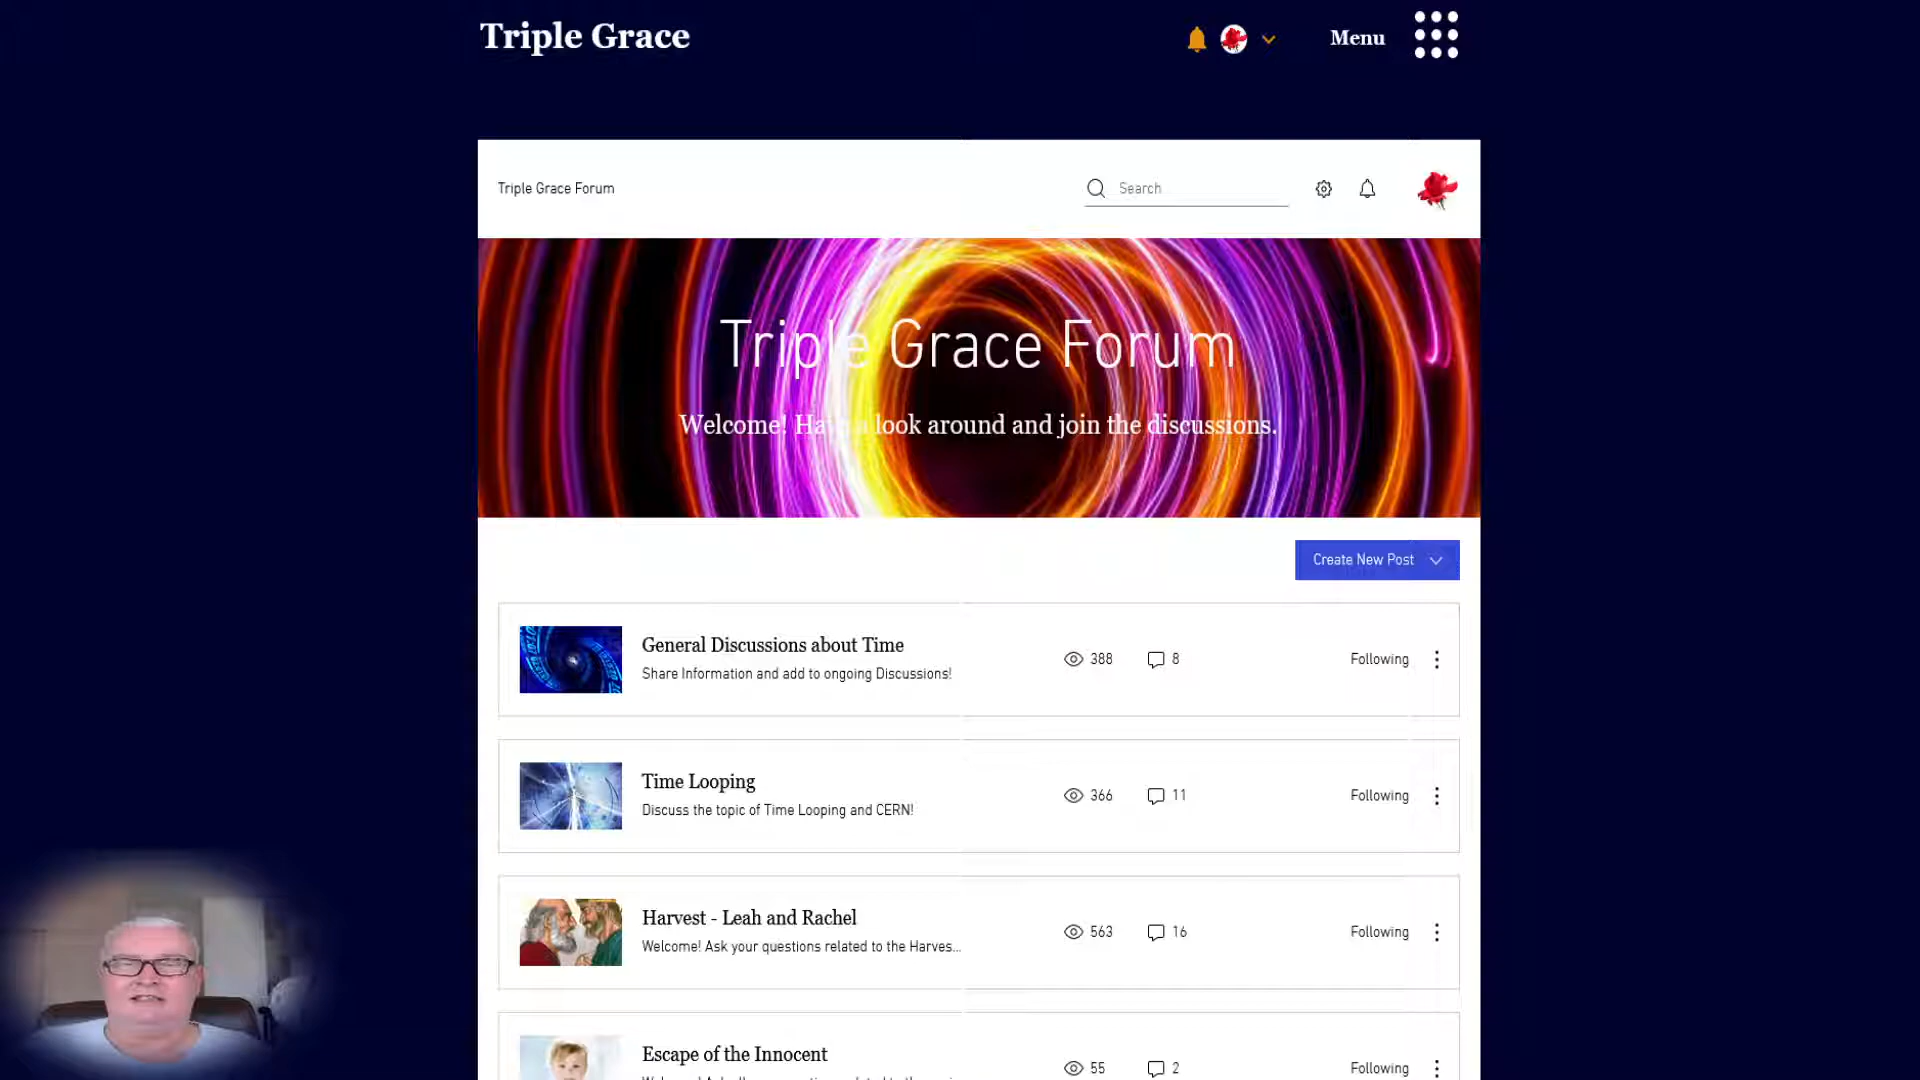 Triple Grace
Menu
Triple Grace Forum
Search
Triple Grace Forum
Welcome! Have a look around and join the discussions.
Create New Post
General Discussions about Time
Share Information and add to ongoing Discussions!
388
8
Following
Time Looping
Discuss the topic of Time Looping and CERN!
366
11
Following
Harvest - Leah and Rachel
Welcome! Ask your questions related to the Harves...
563
16
Following
Escape of the Innocent
55
2
Following